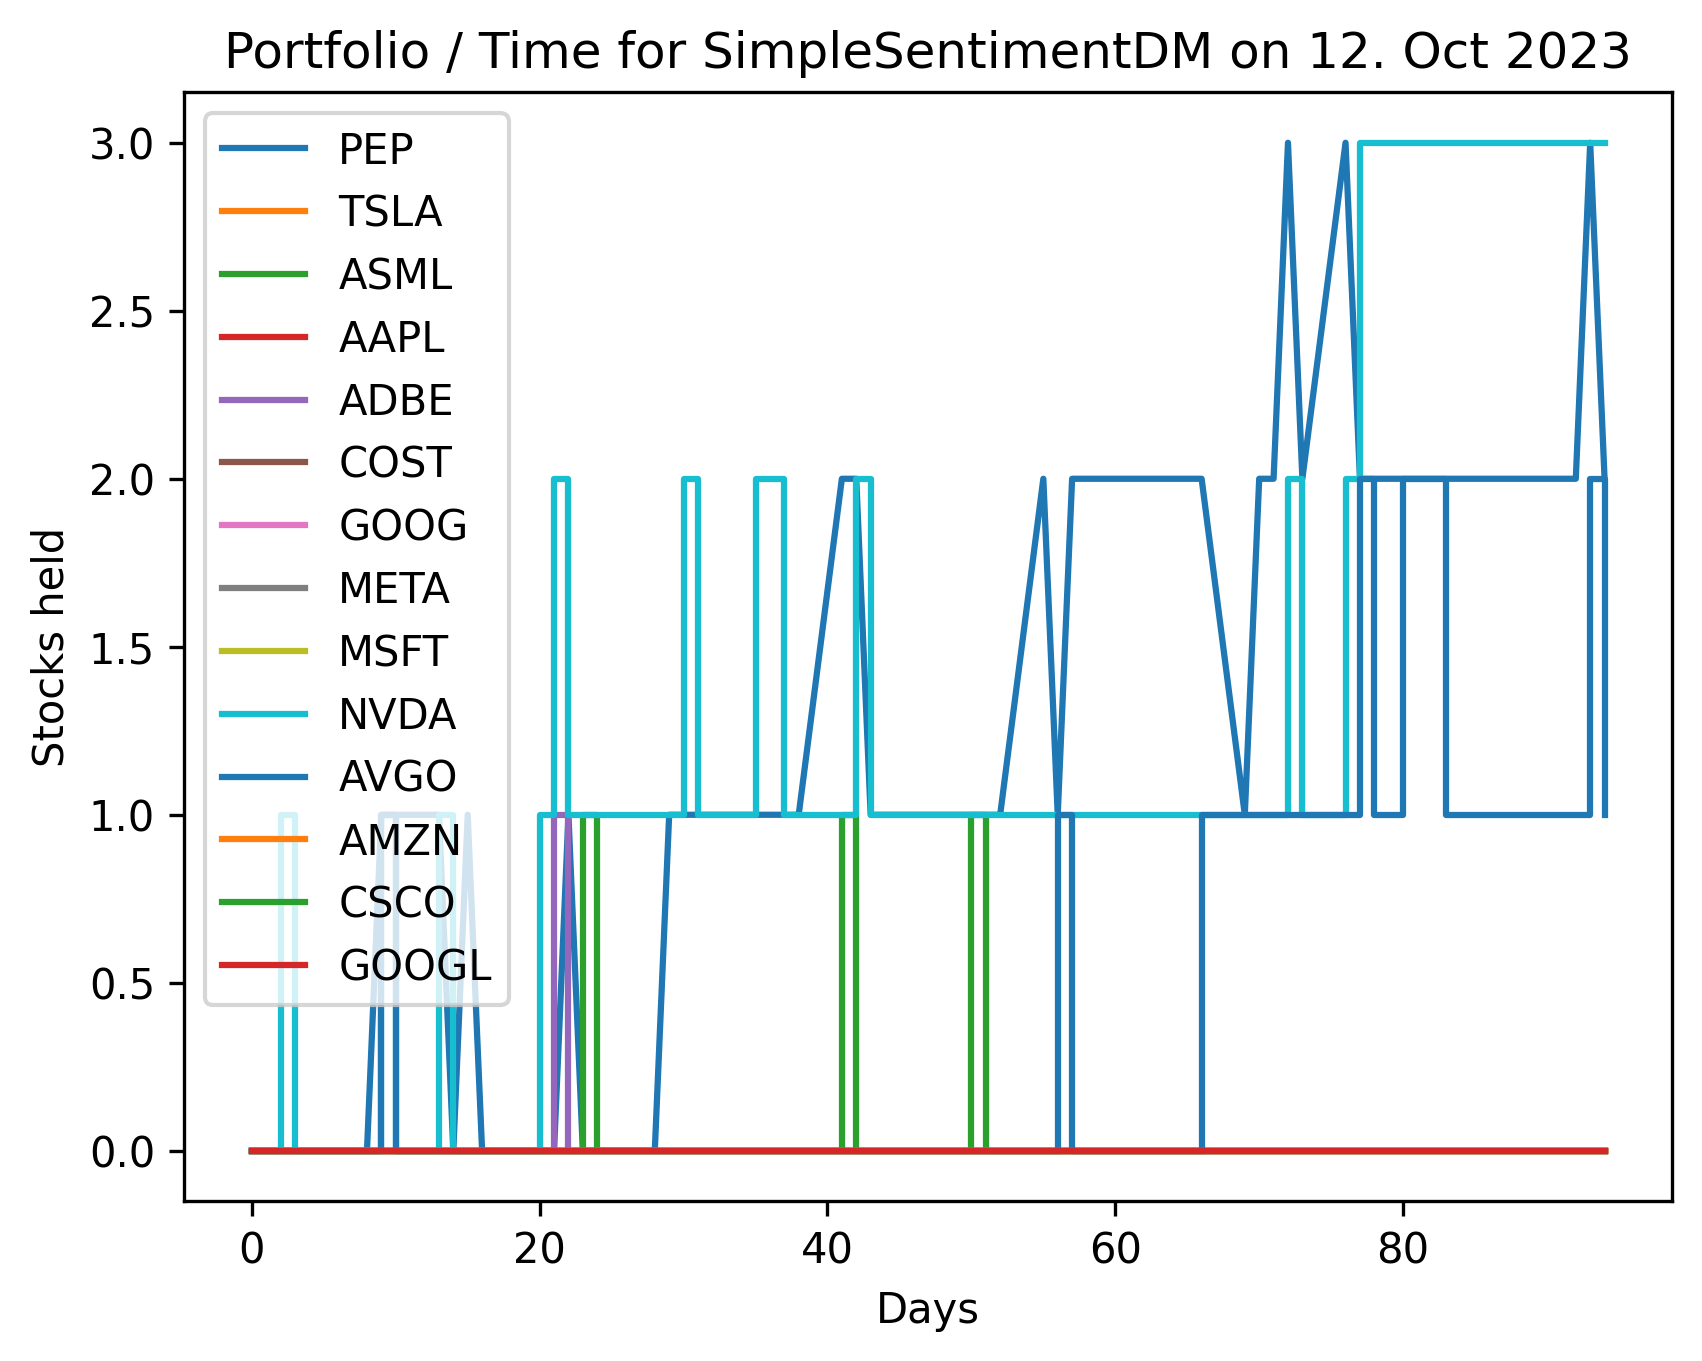 Portfolio / Time for SimpleSentimentDM on 12. Oct 2023
3.0
2.5
2.0
1.5
1.0
0.5
0.0
Stocks held
PEP
TSLA
ASML
AAPL
ADBE
COST
GOOG
META
MSFT
NVDA
AVGO
AMZN
CSCO
GOOGL
0 20 40 60 80
Days